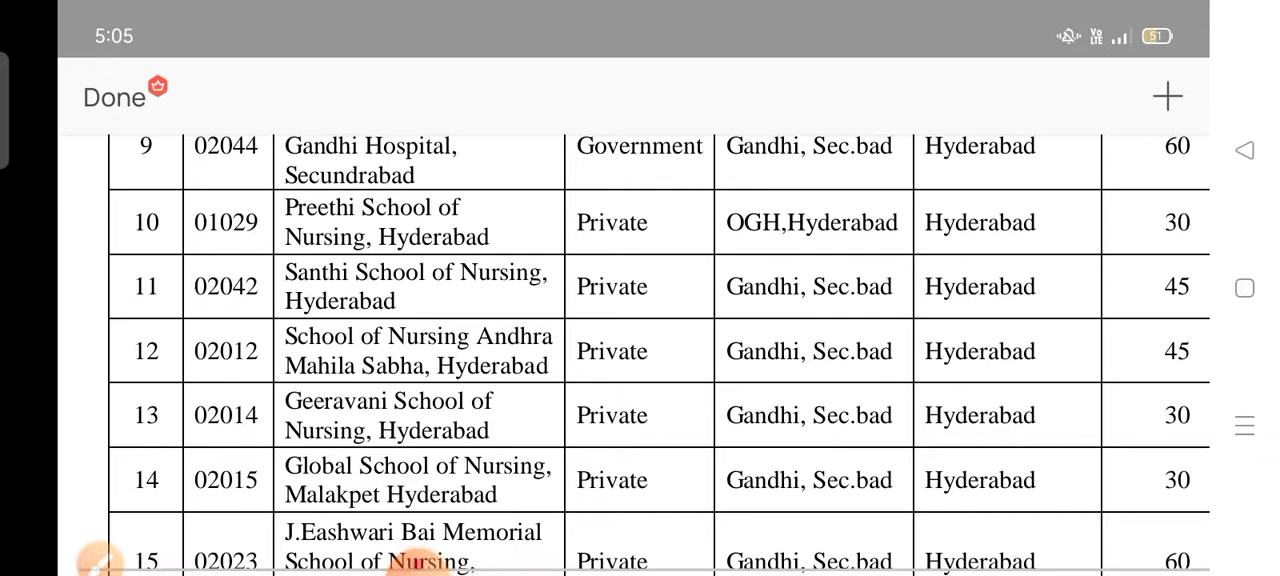 5:05
Vo LTE
51
Done
9 02044 Gandhi Hospital, Secundrabad Government Gandhi, Sec.bad Hyderabad 60
10 01029 Preethi School of Nursing, Hyderabad Private OGH,Hyderabad Hyderabad 30
11 02042 Santhi School of Nursing, Hyderabad Private Gandhi, Sec.bad Hyderabad 45
12 02012 School of Nursing Andhra Mahila Sabha, Hyderabad Private Gandhi, Sec.bad Hyderabad 45
13 02014 Geeravani School of Nursing, Hyderabad Private Gandhi, Sec.bad Hyderabad 30
14 02015 Global School of Nursing, Malakpet Hyderabad Private Gandhi, Sec.bad Hyderabad 30
15 02023 J.Eashwari Bai Memorial School of Nursing, Private Gandhi, Sec.bad Hyderabad 60